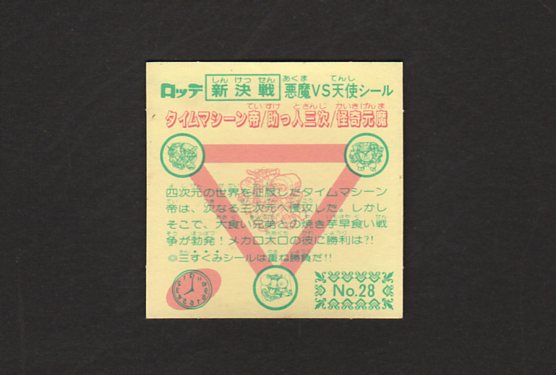 ロッテ 新決戦 悪魔VS天使シール
タイムマシーン帝/助っ人三次/怪奇元魔
四次元の世界を征服したタイムマシーン
帝は、次なる三次元へ侵攻した。しかし
そこで、大食い兄弟との焼き芋早食い戦
争が勃発!メカ口大口の彼に勝利は?!
◎三すくみシールは重ね勝負だ!!
No.28